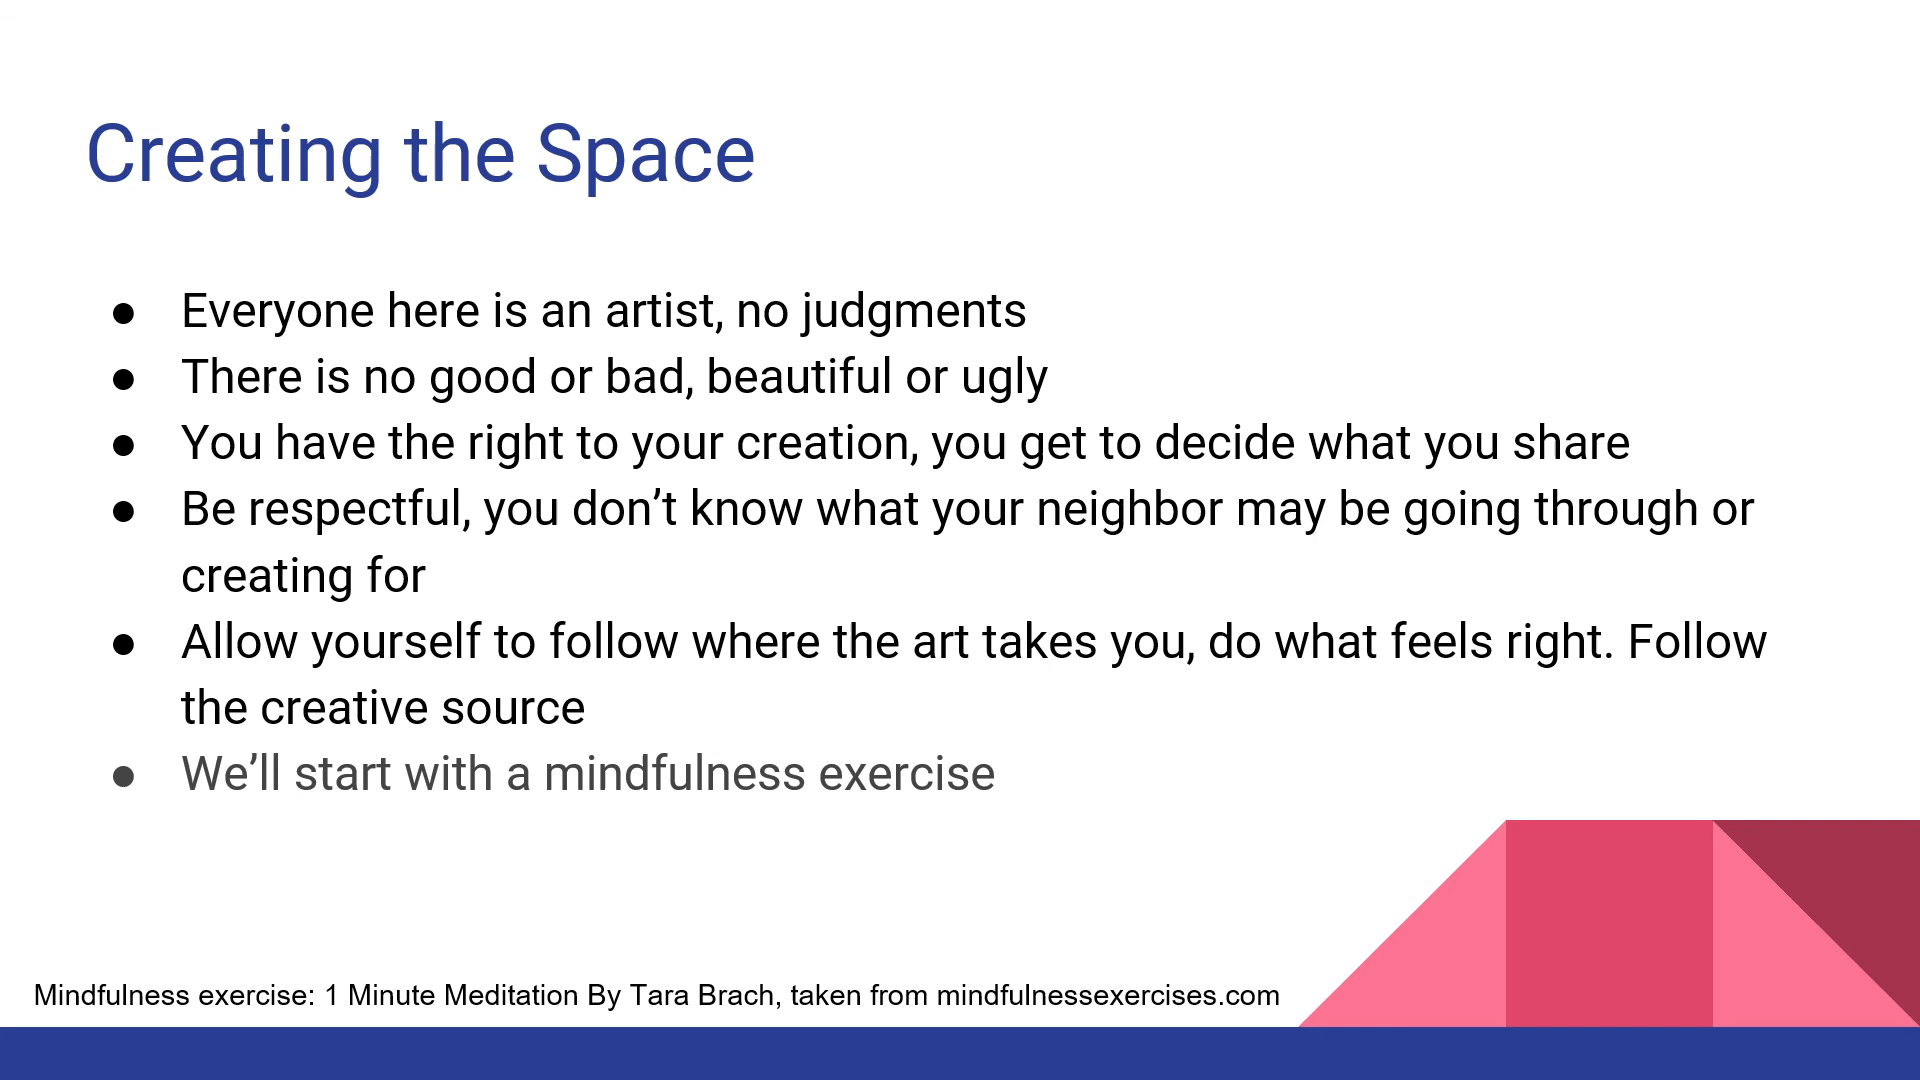 Creating the Space
● Everyone here is an artist, no judgments
● There is no good or bad, beautiful or ugly
● You have the right to your creation, you get to decide what you share
● Be respectful, you don’t know what your neighbor may be going through or
creating for
● Allow yourself to follow where the art takes you, do what feels right. Follow
the creative source
● We’ll start with a mindfulness exercise
Mindfulness exercise: 1 Minute Meditation By Tara Brach, taken from mindfulnessexercises.com